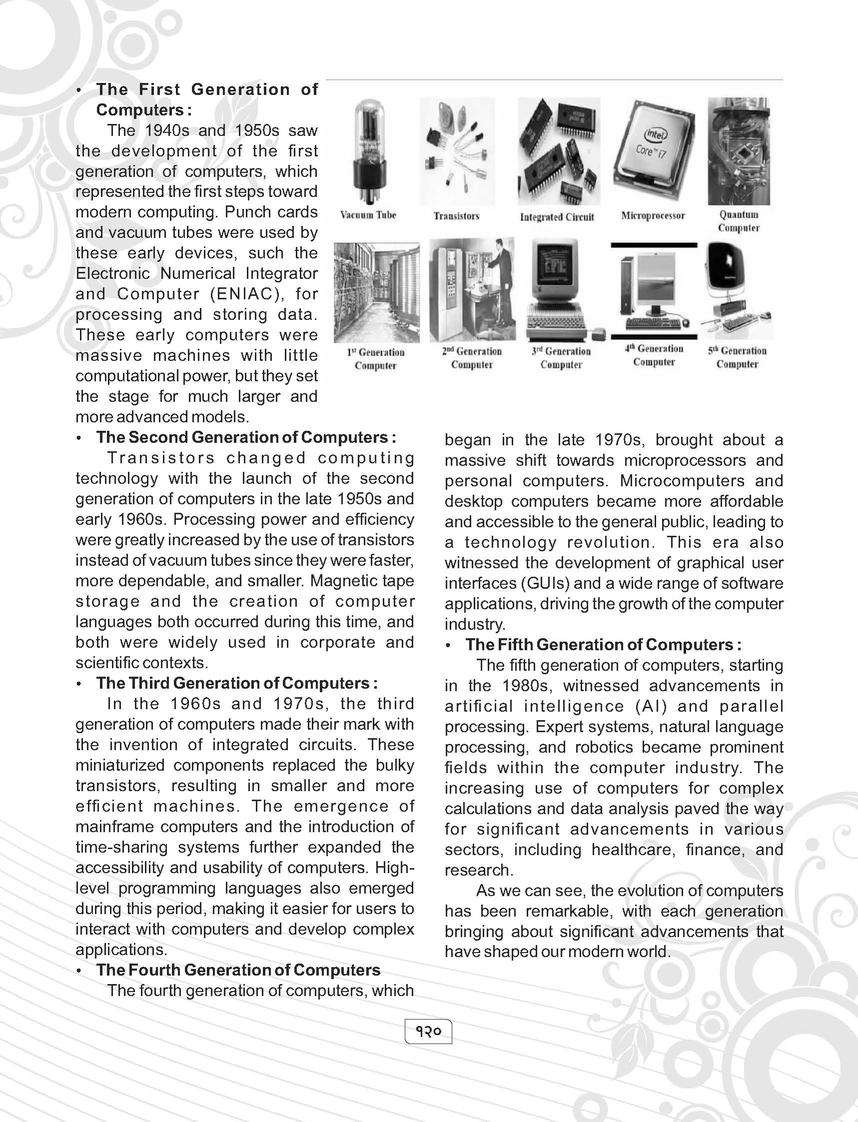 • The First Generation of
Computers :
The 1940s and 1950s saw
the development of the first
generation of computers, which
represented the first steps toward
modern computing. Punch cards
and vacuum tubes were used by
these early devices, such the
Electronic Numerical Integrator
and Computer (ENIAC), for
processing and storing data.
These early computers were
massive machines with little
computational power, but they set
the stage for much larger and
more advanced models.
• The Second Generation of Computers :
Transistors changed computing
technology with the launch of the second
generation of computers in the late 1950s and
early 1960s. Processing power and efficiency
were greatly increased by the use of transistors
instead of vacuum tubes since they were faster,
more dependable, and smaller. Magnetic tape
storage and the creation of computer
languages both occurred during this time, and
both were widely used in corporate and
scientific contexts.
• The Third Generation of Computers :
In the 1960s and 1970s, the third
generation of computers made their mark with
the invention of integrated circuits. These
miniaturized components replaced the bulky
transistors, resulting in smaller and more
efficient machines. The emergence of
mainframe computers and the introduction of
time-sharing systems further expanded the
accessibility and usability of computers. High-
level programming languages also emerged
during this period, making it easier for users to
interact with computers and develop complex
applications.
• The Fourth Generation of Computers
The fourth generation of computers, which
intel
Core™ i7
Vacuum Tube
Transistors
Integrated Circuit
Microprocessor
Quantum
Computer
1st Generation
Computer
2nd Generation
Computer
3rd Generation
Computer
4th Generation
Computer
5th Generation
Computer
began in the late 1970s, brought about a
massive shift towards microprocessors and
personal computers. Microcomputers and
desktop computers became more affordable
and accessible to the general public, leading to
a technology revolution. This era also
witnessed the development of graphical user
interfaces (GUIs) and a wide range of software
applications, driving the growth of the computer
industry.
• The Fifth Generation of Computers :
The fifth generation of computers, starting
in the 1980s, witnessed advancements in
artificial intelligence (AI) and parallel
processing. Expert systems, natural language
processing, and robotics became prominent
fields within the computer industry. The
increasing use of computers for complex
calculations and data analysis paved the way
for significant advancements in various
sectors, including healthcare, finance, and
research.
As we can see, the evolution of computers
has been remarkable, with each generation
bringing about significant advancements that
have shaped our modern world.
१२०